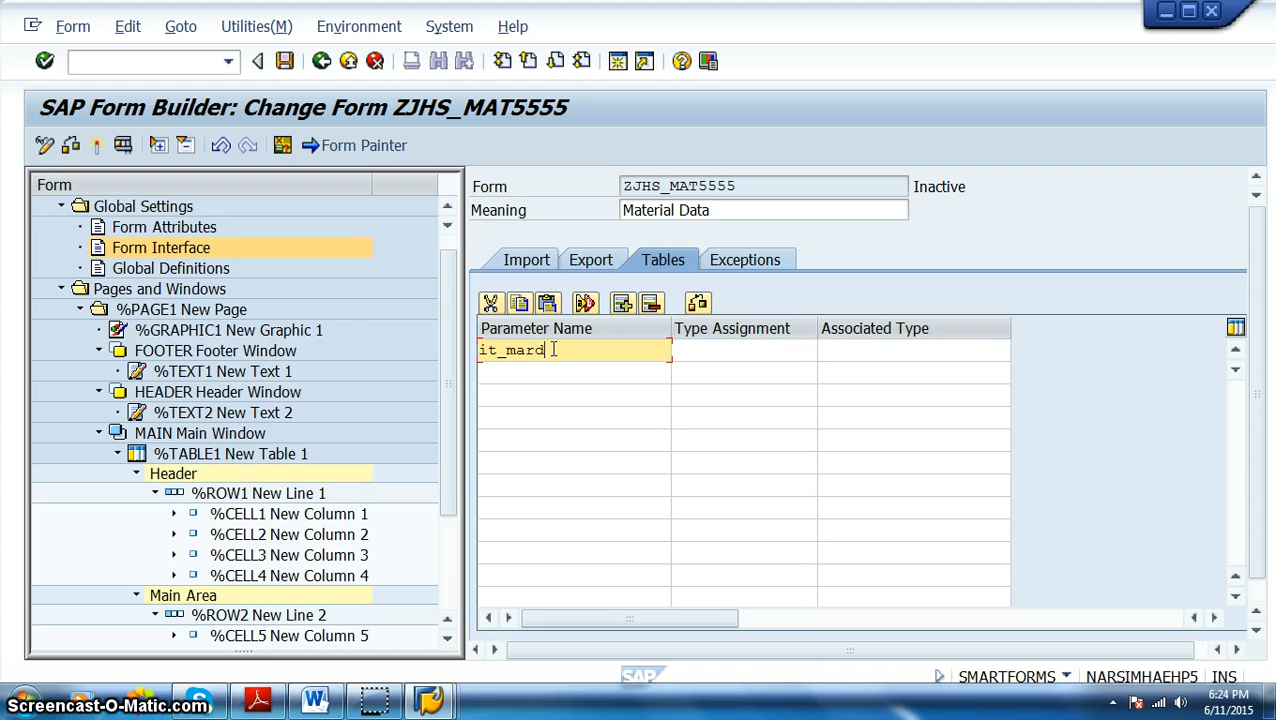 Form Edit Goto Utilities(M) Environment System Help
SAP Form Builder: Change Form ZJHS_MAT5555
Form Painter
Form
Global Settings
Form Attributes
Form Interface
Global Definitions
Pages and Windows
%PAGE1 New Page
%GRAPHIC1 New Graphic 1
FOOTER Footer Window
%TEXT1 New Text 1
HEADER Header Window
%TEXT2 New Text 2
MAIN Main Window
%TABLE1 New Table 1
Header
%ROW1 New Line 1
%CELL1 New Column 1
%CELL2 New Column 2
%CELL3 New Column 3
%CELL4 New Column 4
Main Area
%ROW2 New Line 2
%CELL5 New Column 5
Form ZJHS_MAT5555 Inactive
Meaning Material Data
Import Export Tables Exceptions
Parameter Name Type Assignment Associated Type
it_mard
SAP
SMARTFORMS NARSIMHAEHP5 INS
Screencast-O-Matic.com
6:24 PM
6/11/2015